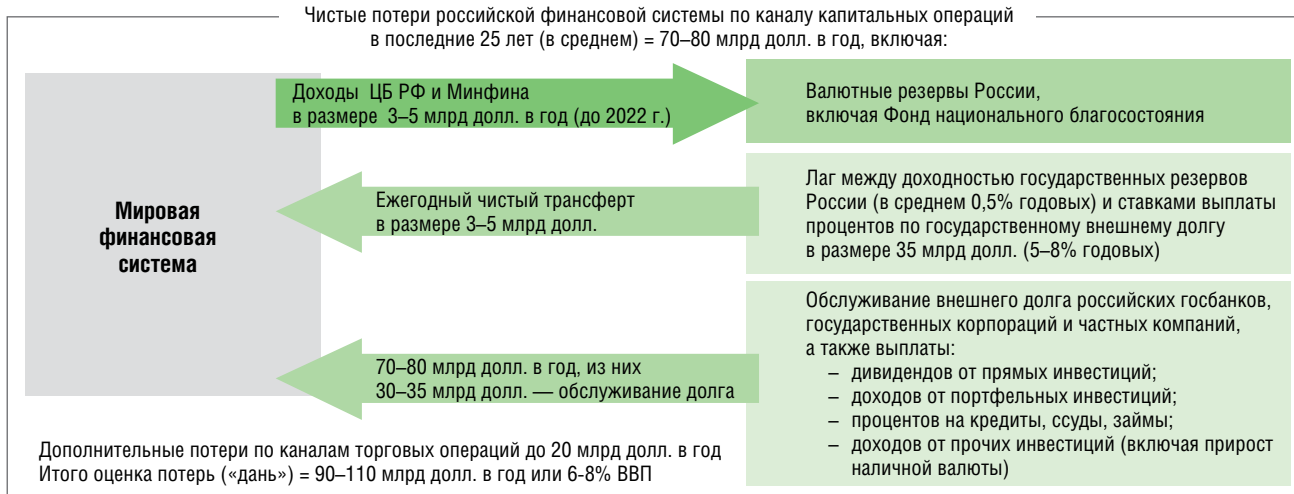 Чистые потери российской финансовой системы по каналу капитальных операций
в последние 25 лет (в среднем) = 70–80 млрд долл. в год, включая:
Мировая
финансовая
система
Доходы ЦБ РФ и Минфина
в размере 3–5 млрд долл. в год (до 2022 г.)
Валютные резервы России,
включая Фонд национального благосостояния
Ежегодный чистый трансферт
в размере 3–5 млрд долл.
Лаг между доходностью государственных резервов
России (в среднем 0,5% годовых) и ставками выплаты
процентов по государственному внешнему долгу
в размере 35 млрд долл. (5–8% годовых)
70–80 млрд долл. в год, из них
30–35 млрд долл. — обслуживание долга
Обслуживание внешнего долга российских госбанков,
государственных корпораций и частных компаний,
а также выплаты:
– дивидендов от прямых инвестиций;
– доходов от портфельных инвестиций;
– процентов на кредиты, ссуды, займы;
– доходов от прочих инвестиций (включая прирост
наличной валюты)
Дополнительные потери по каналам торговых операций до 20 млрд долл. в год
Итого оценка потерь («дань») = 90–110 млрд долл. в год или 6-8% ВВП